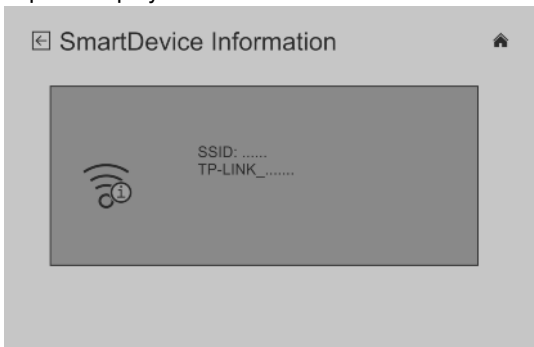 SmartDevice Information
SSID: ......
TP-LINK_.......